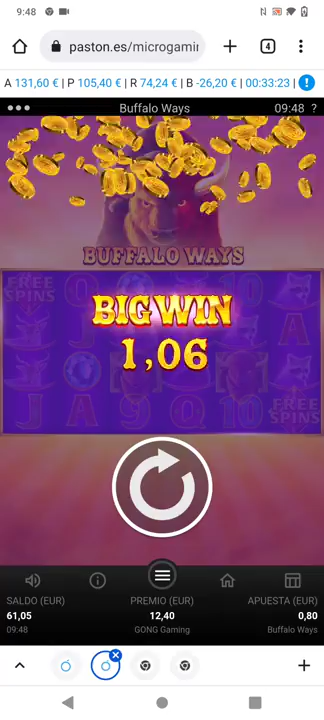 9:48
paston.es/microgamin
4
A 131,60 € | P 105,40 € | R 74,24 € | B -26,20 € | 00:33:23 |
Buffalo Ways 09:48 ?
BUFFALO WAYS
FREE SPINS
BIG WIN
1,06
A
J A 9 10
FREE SPINS
SALDO (EUR) PREMIO (EUR) APUESTA (EUR)
61,05 12,40 0,80
09:48 GONG Gaming Buffalo Ways